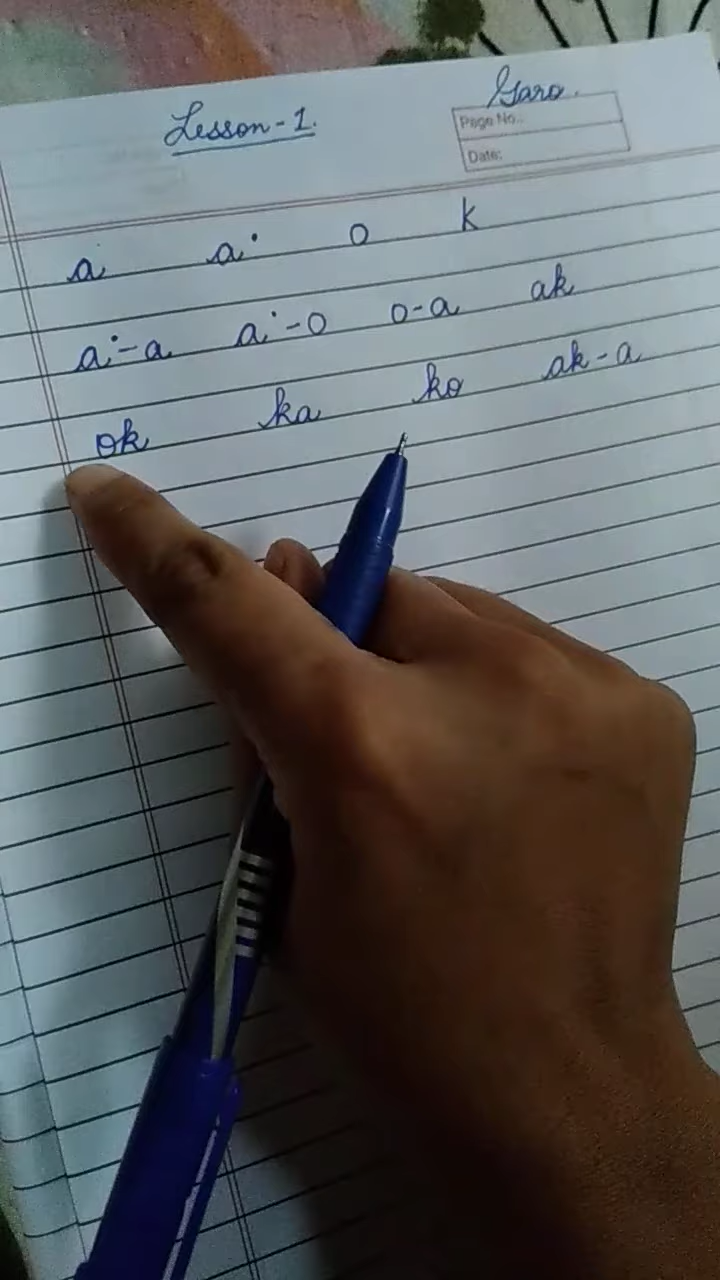 Garo.
Lesson-1.
Page No.:
Date:
a a· o k
a·-a a·-o o-a ak
ok ka ko ak-a